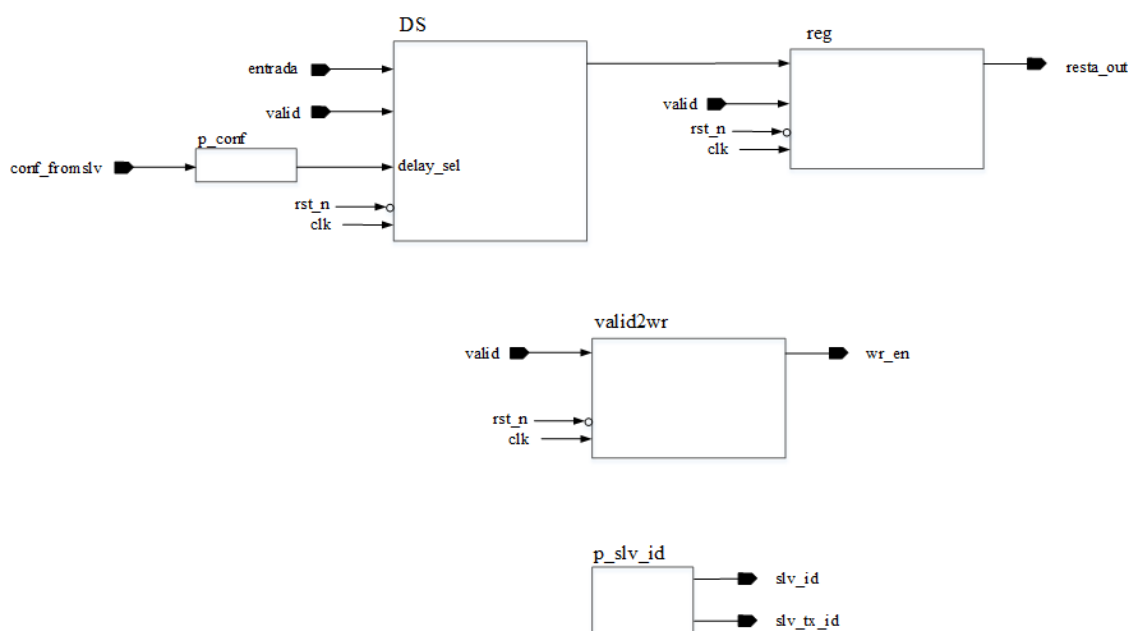 DS
reg
entrada
resta_out
valid
valid
p_conf
rst_n
clk
conf_fromslv
delay_sel
rst_n
clk
valid2wr
valid
wr_en
rst_n
clk
p_slv_id
slv_id
slv_tx_id